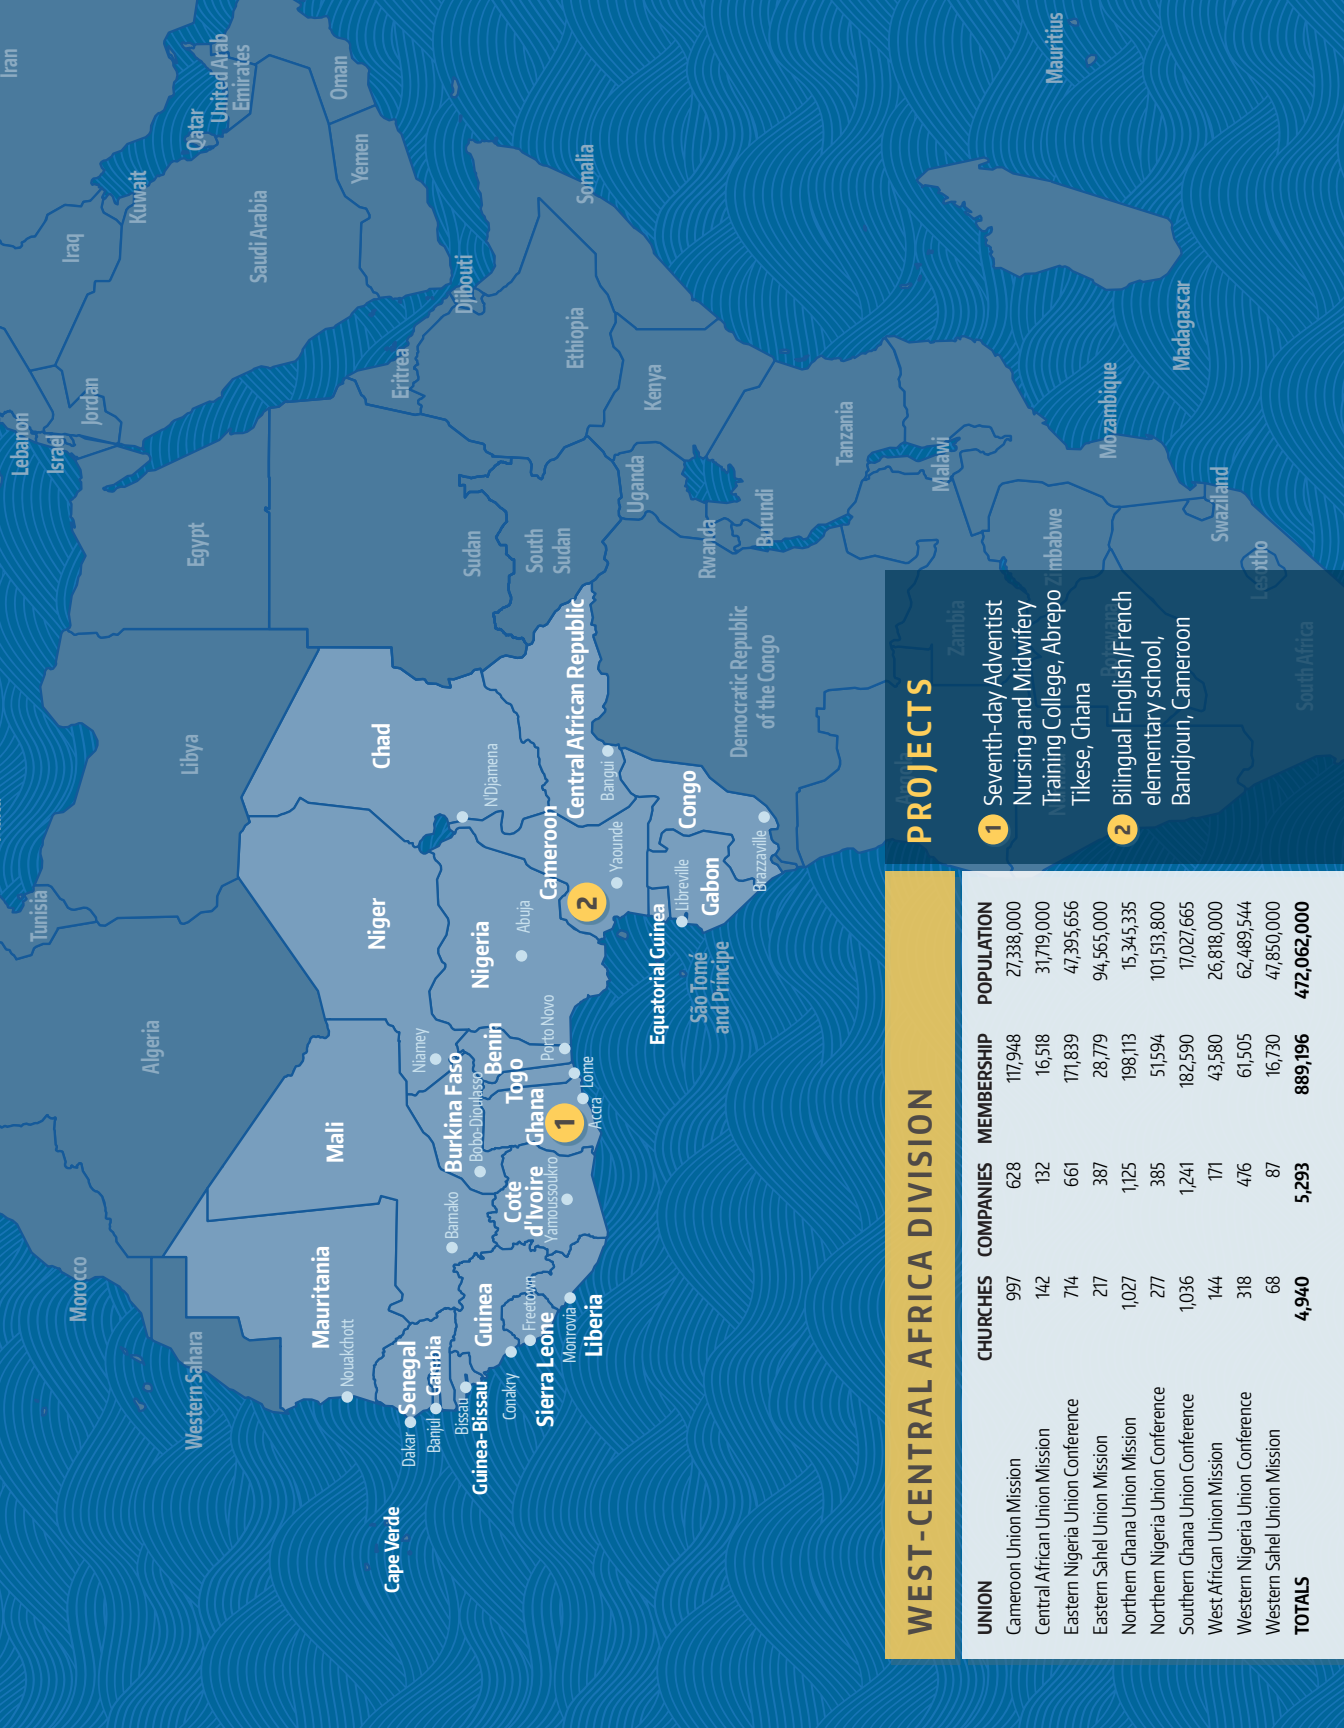 Iran
Iraq
Lebanon
Israel
Jordan
Kuwait
Qatar
United Arab
Emirates
Oman
Yemen
Saudi Arabia
Tunisia
Libya
Egypt
Algeria
Morocco
Western Sahara
Eritrea
Djibouti
Somalia
Ethiopia
Sudan
South
Sudan
Kenya
Uganda
Rwanda
Burundi
Tanzania
Malawi
Mozambique
Madagascar
Mauritius
Zambia
Zimbabwe
Swaziland
Lesotho
South Africa
Democratic Republic
of the Congo
São Tomé
and Príncipe
Cape Verde
Mauritania
Nouakchott
Mali
Bamako
Niger
Niamey
Chad
N'Djamena
Senegal
Dakar
Gambia
Banjul
Bissau
Guinea-Bissau
Guinea
Conakry
Sierra Leone
Freetown
Liberia
Monrovia
Cote
d'Ivoire
Yamoussoukro
Burkina Faso
Bobo-Dioulasso
Ghana
Accra
Togo
Lome
Benin
Porto Novo
Nigeria
Abuja
Cameroon
Yaounde
Central African Republic
Bangui
Equatorial Guinea
Libreville
Gabon
Congo
Brazzaville
1
2
PROJECTS
1 Seventh-day Adventist
Nursing and Midwifery
Training College, Abrepo
Tikese, Ghana
2 Bilingual English/French
elementary school,
Bandjoun, Cameroon
WEST-CENTRAL AFRICA DIVISION
UNION CHURCHES COMPANIES MEMBERSHIP POPULATION
Cameroon Union Mission 997 628 117,948 27,338,000
Central African Union Mission 142 132 16,518 31,719,000
Eastern Nigeria Union Conference 714 661 171,839 47,395,656
Eastern Sahel Union Mission 217 387 28,779 94,565,000
Northern Ghana Union Mission 1,027 1,125 198,113 15,345,335
Northern Nigeria Union Conference 277 385 51,594 101,513,800
Southern Ghana Union Conference 1,036 1,241 182,590 17,027,665
West African Union Mission 144 171 43,580 26,818,000
Western Nigeria Union Conference 318 476 61,505 62,489,544
Western Sahel Union Mission 68 87 16,730 47,850,000
TOTALS 4,940 5,293 889,196 472,062,000